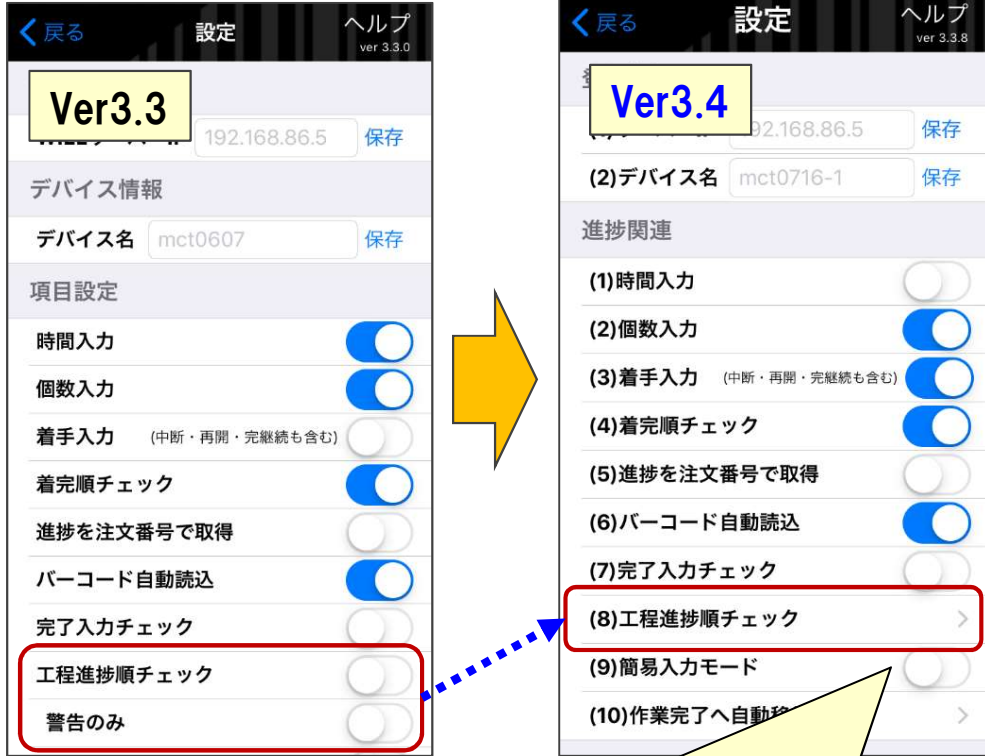 戻る
設定
ヘルプ
ver 3.3.0
Ver3.3
192.168.86.5
保存
デバイス情報
デバイス名
mct0607
保存
項目設定
時間入力
個数入力
着手入力 (中断・再開・完継続も含む)
着完順チェック
進捗を注文番号で取得
バーコード自動読込
完了入力チェック
工程進捗順チェック
警告のみ
戻る
設定
ヘルプ
ver 3.3.8
Ver3.4
92.168.86.5
保存
(2)デバイス名
mct0716-1
保存
進捗関連
(1)時間入力
(2)個数入力
(3)着手入力 (中断・再開・完継続も含む)
(4)着完順チェック
(5)進捗を注文番号で取得
(6)バーコード自動読込
(7)完了入力チェック
(8)工程進捗順チェック
(9)簡易入力モード
(10)作業完了へ自動